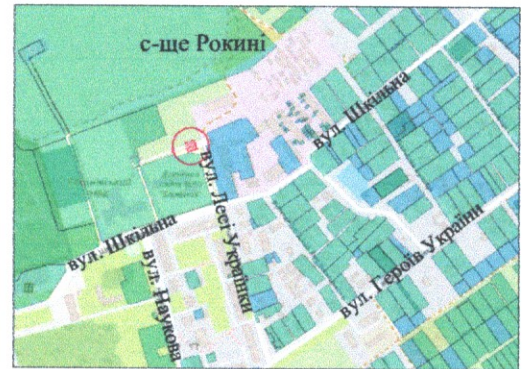 с-ще Рокині
вул. Шкільна
вул. Лесі Українки
вул. Шкільна
вул. Наукова
вул. Героїв України